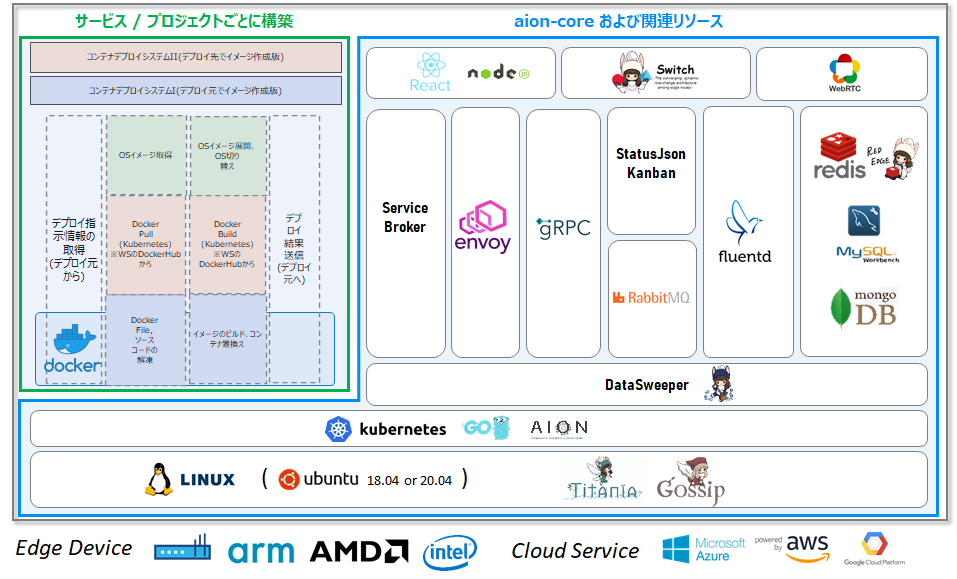 サービス / プロジェクトごとに構築
aion-core および関連リソース
コンテナデプロイシステムII(デプロイ先でイメージ作成版)
コンテナデプロイシステムI(デプロイ元でイメージ作成版)
デプロイ指
示情報の
取得
(デプロイ元
から)
OSイメージ取得
OSイメージ展開、
OS切り
替え
Docker
Pull
(Kubernetes)
※WSのDockerHub
から
Docker
Build
(Kubernetes)
※WSの
DockerHubから
Docker
File,
ソース
コードの
解凍
イメージのビルド、コン
テナ置換え
デプ
ロイ
結果
送信
(デプロイ
元へ)
docker
React
node JS
Switch
The converging dynamic
role-change architecture
among edge nodes -
WebRTC
Service
Broker
envoy
gRPC
StatusJson
Kanban
RabbitMQ
fluentd
redis
RED
EDGE
MySQL
Workbench
mongo
DB
DataSweeper
kubernetes
GO
AION
LINUX
( ubuntu 18.04 or 20.04 )
Titania
Gossip
Edge Device
arm
AMD
intel
Cloud Service
Microsoft
Azure
powered
by
aws
Google Cloud Platform